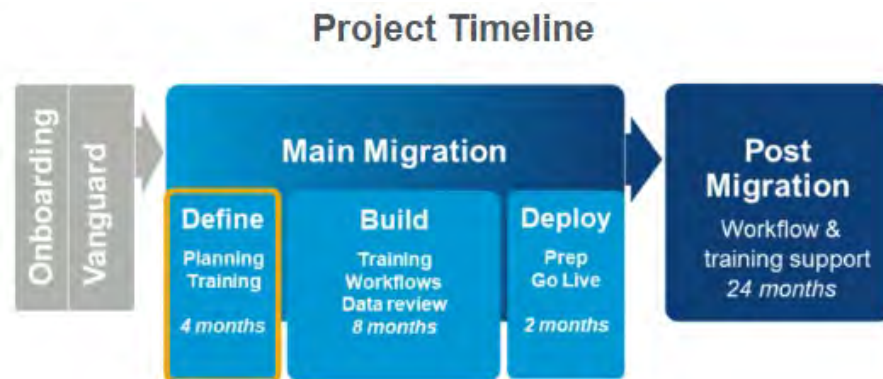 Project Timeline
Onboarding
Vanguard
Main Migration
Define
Planning
Training
4 months
Build
Training
Workflows
Data review
8 months
Deploy
Prep
Go Live
2 months
Post
Migration
Workflow &
training support
24 months